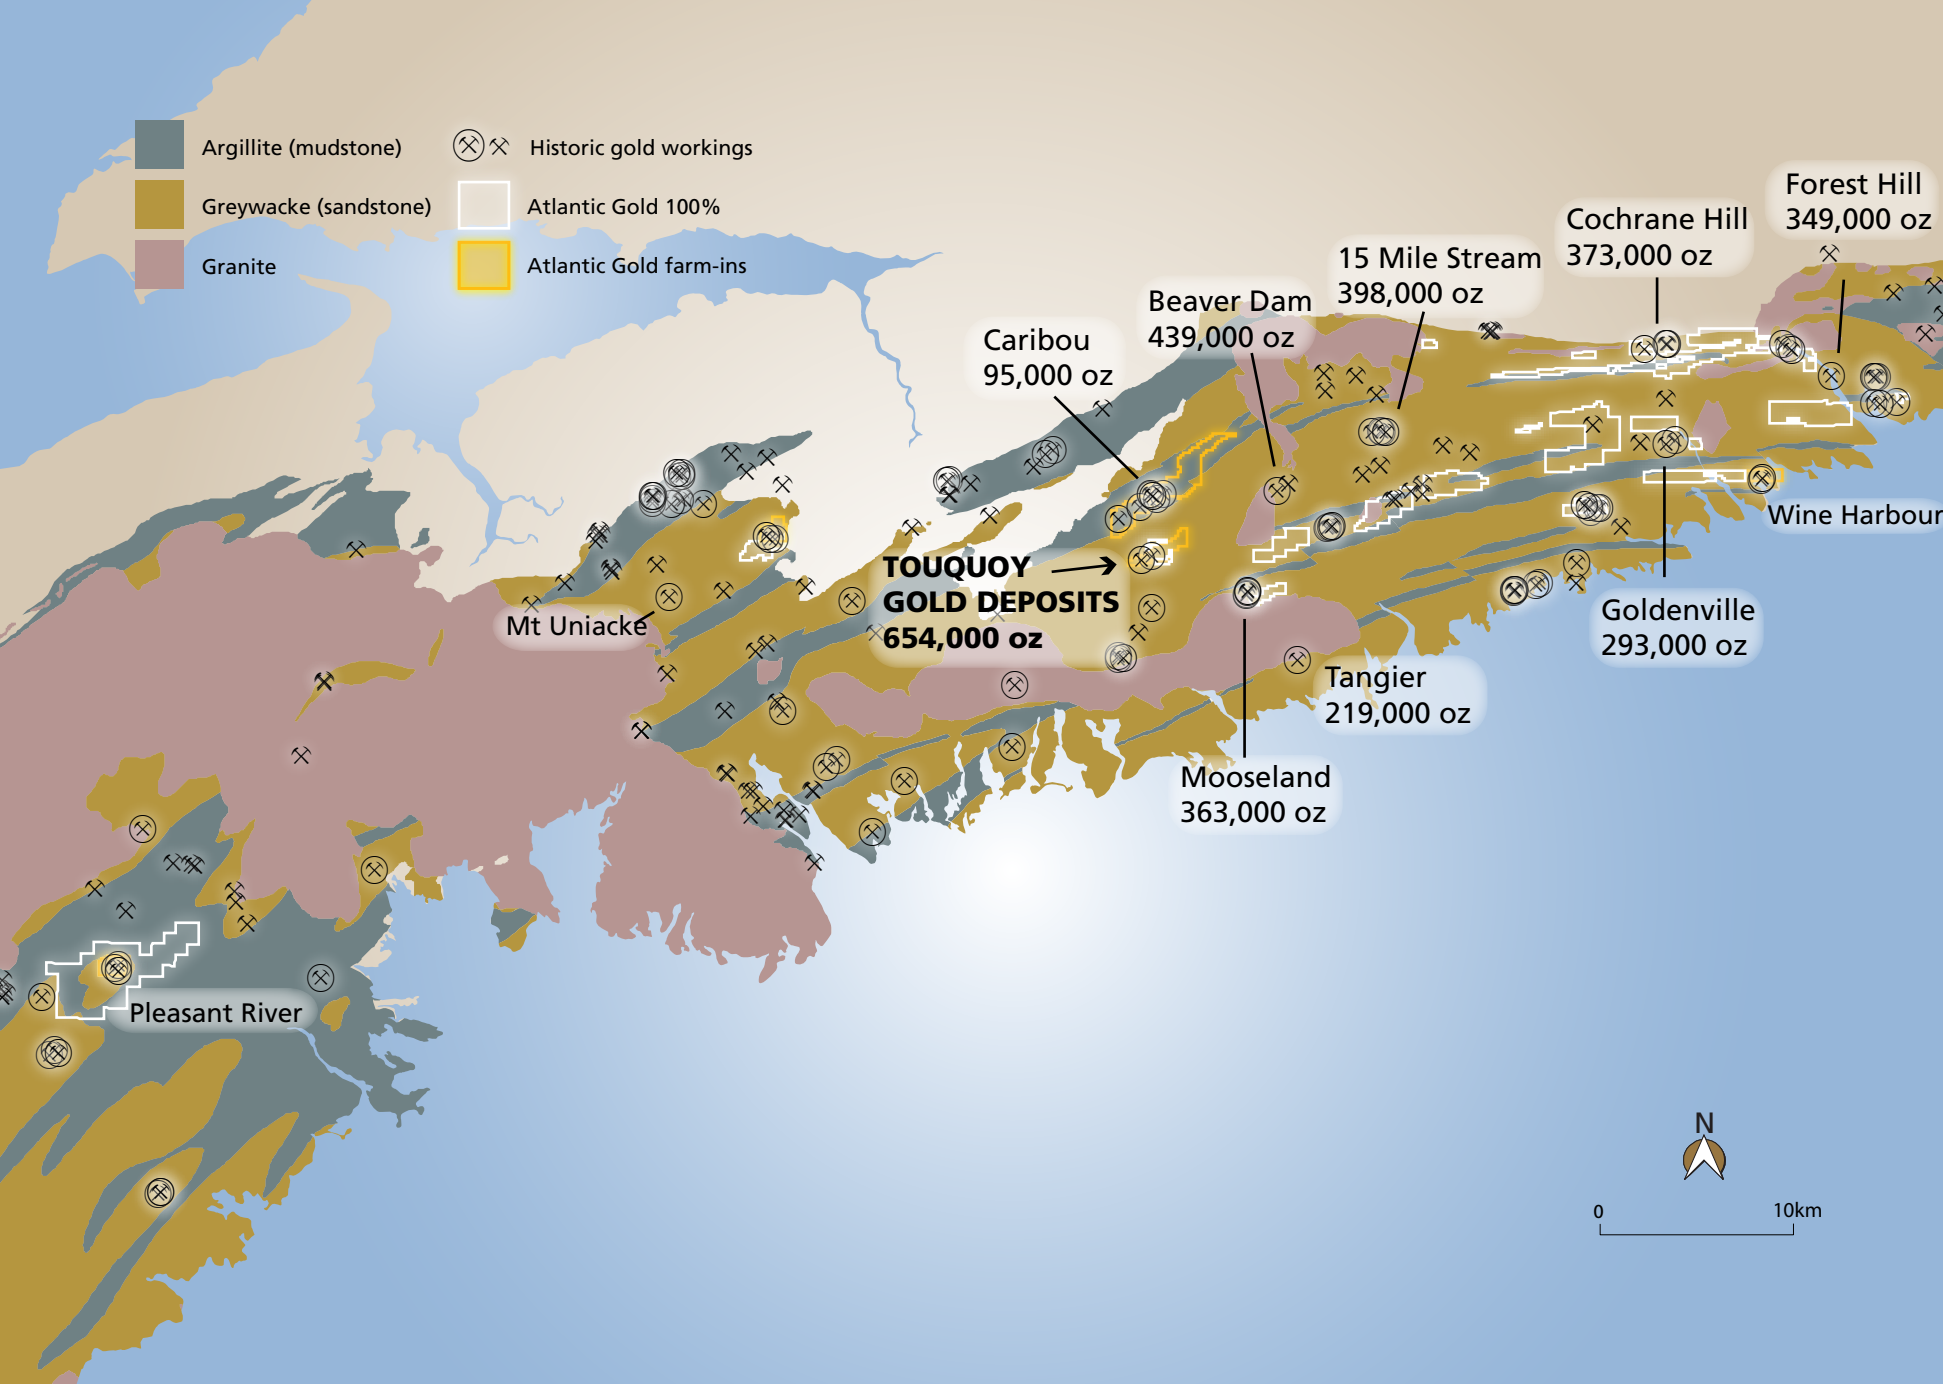 Argillite (mudstone)
Greywacke (sandstone)
Granite
Historic gold workings
Atlantic Gold 100%
Atlantic Gold farm-ins
Forest Hill
349,000 oz
Cochrane Hill
373,000 oz
15 Mile Stream
398,000 oz
Beaver Dam
439,000 oz
Caribou
95,000 oz
Wine Harbour
TOUQUOY
GOLD DEPOSITS
654,000 oz
Mt Uniacke
Goldenville
293,000 oz
Tangier
219,000 oz
Mooseland
363,000 oz
Pleasant River
N
0 10km